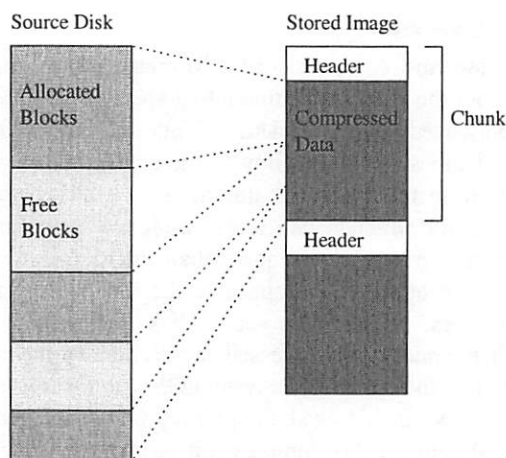 Source Disk
Stored Image
Allocated
Blocks
Free
Blocks
Header
Compressed
Data
Chunk
Header